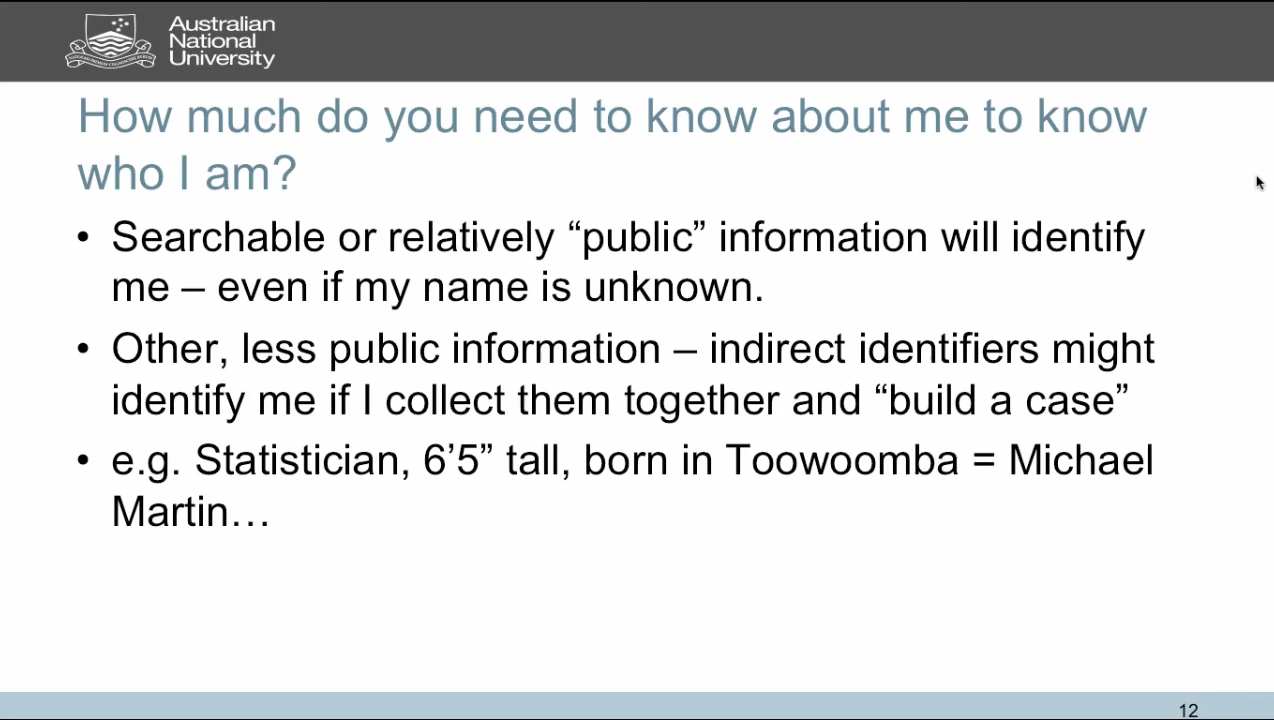 Australian
National
University
How much do you need to know about me to know
who I am?
• Searchable or relatively “public” information will identify
me – even if my name is unknown.
• Other, less public information – indirect identifiers might
identify me if I collect them together and “build a case”
• e.g. Statistician, 6’5” tall, born in Toowoomba = Michael
Martin…
12